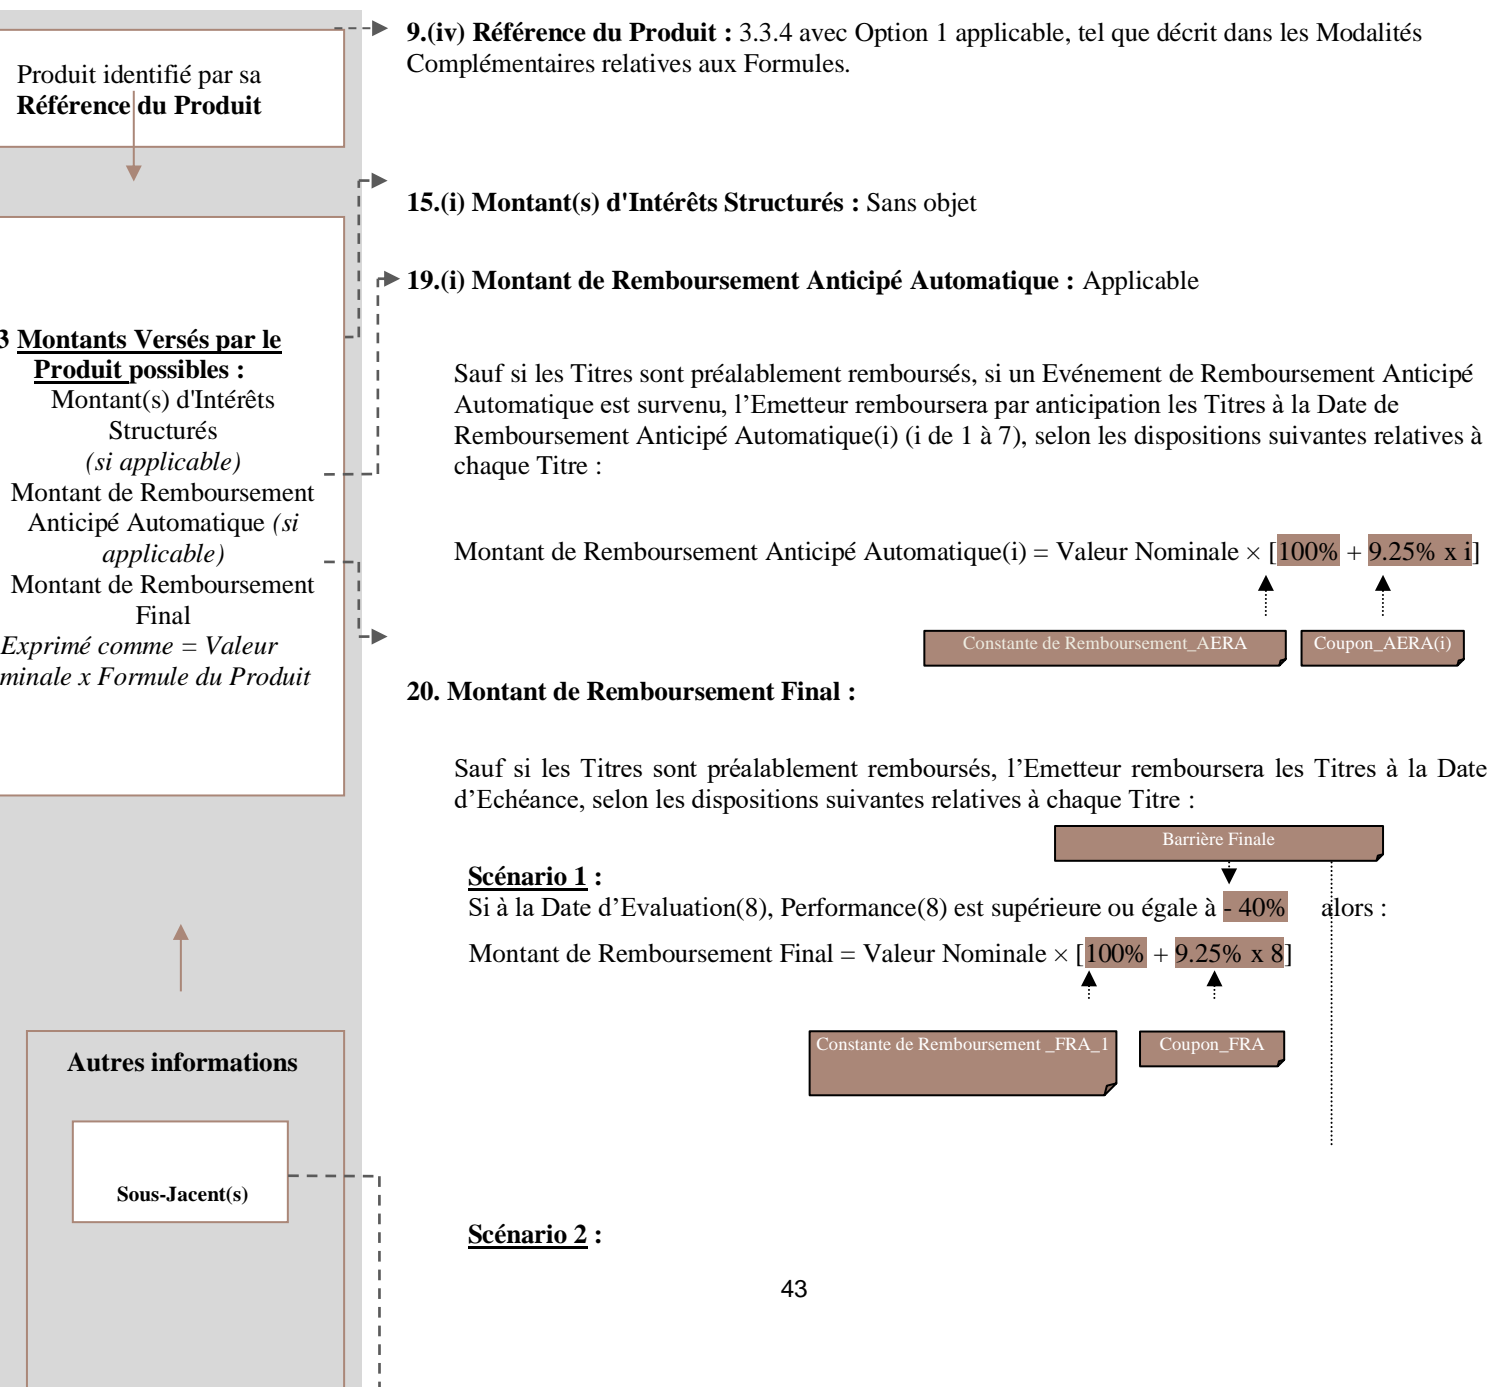 Produit identifié par sa
Référence du Produit
3 Montants Versés par le
Produit possibles :
Montant(s) d'Intérêts
Structurés
(si applicable)
Montant de Remboursement
Anticipé Automatique (si
applicable)
Montant de Remboursement
Final
Exprimé comme = Valeur
minale x Formule du Produit
Autres informations
Sous-Jacent(s)
9.(iv) Référence du Produit : 3.3.4 avec Option 1 applicable, tel que décrit dans les Modalités
Complémentaires relatives aux Formules.
15.(i) Montant(s) d'Intérêts Structurés : Sans objet
19.(i) Montant de Remboursement Anticipé Automatique : Applicable
Sauf si les Titres sont préalablement remboursés, si un Evénement de Remboursement Anticipé
Automatique est survenu, l’Emetteur remboursera par anticipation les Titres à la Date de
Remboursement Anticipé Automatique(i) (i de 1 à 7), selon les dispositions suivantes relatives à
chaque Titre :
Montant de Remboursement Anticipé Automatique(i) = Valeur Nominale × [100% + 9.25% x i]
Constante de Remboursement_AERA Coupon_AERA(i)
20. Montant de Remboursement Final :
Sauf si les Titres sont préalablement remboursés, l’Emetteur remboursera les Titres à la Date
d’Echéance, selon les dispositions suivantes relatives à chaque Titre :
Barrière Finale
Scénario 1 :
Si à la Date d’Evaluation(8), Performance(8) est supérieure ou égale à - 40% alors :
Montant de Remboursement Final = Valeur Nominale × [100% + 9.25% x 8]
Constante de Remboursement _FRA_1 Coupon_FRA
Scénario 2 :
43